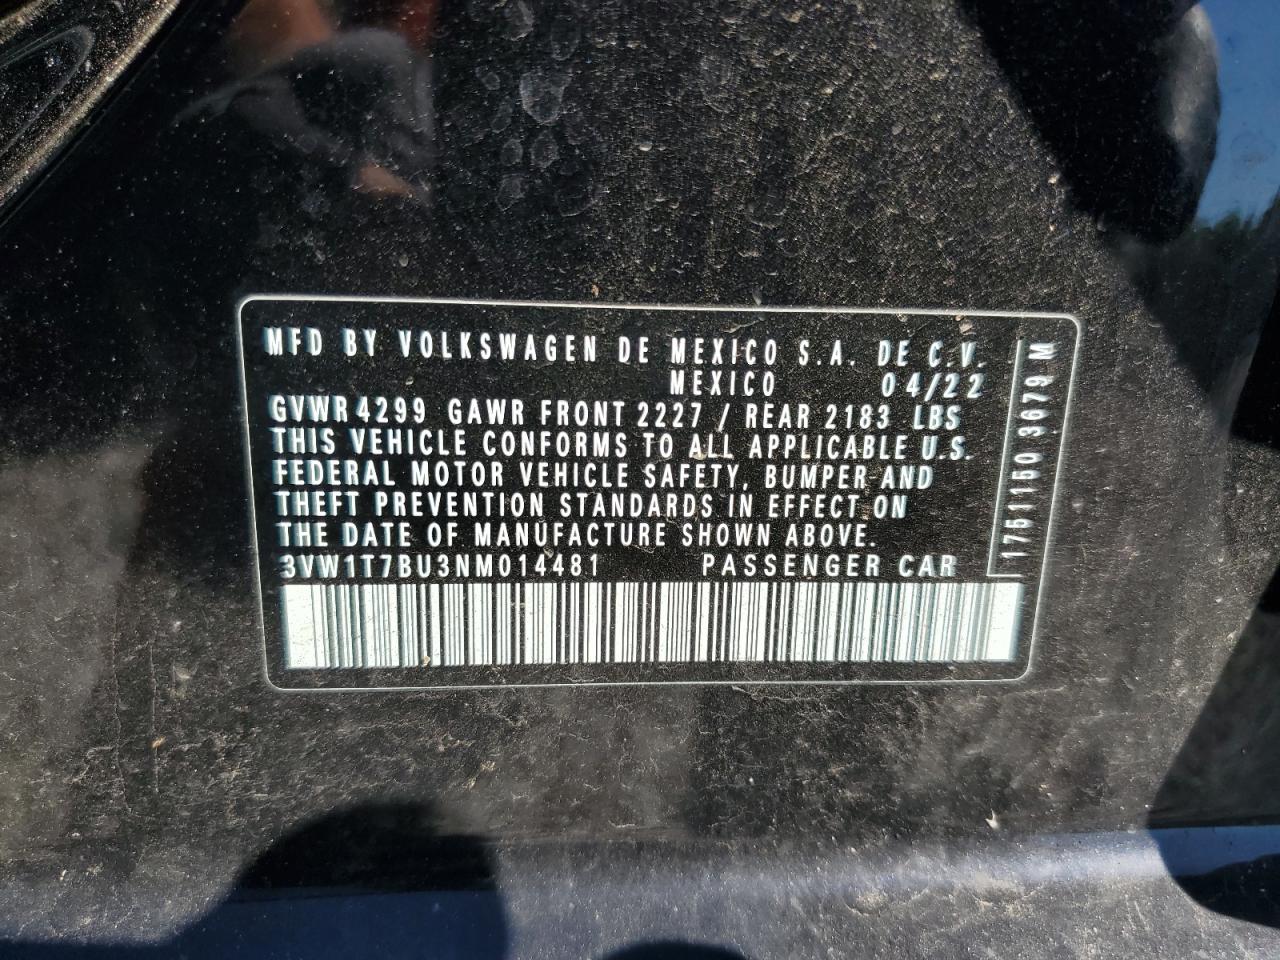 MFD BY VOLKSWAGEN DE MEXICO S.A. DE C.V.
MEXICO 04/22
GVWR 4299 GAWR FRONT 2227 / REAR 2183 LBS
THIS VEHICLE CONFORMS TO ALL APPLICABLE U.S.
FEDERAL MOTOR VEHICLE SAFETY, BUMPER AND
THEFT PREVENTION STANDARDS IN EFFECT ON
THE DATE OF MANUFACTURE SHOWN ABOVE.
3VW1T7BU3NM014481 PASSENGER CAR
1751150 3679 M